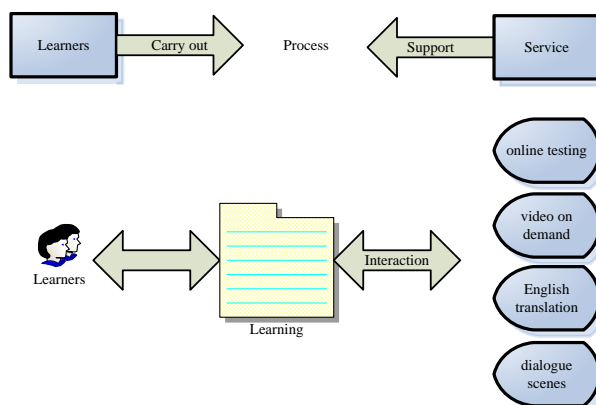 Learners
Carry out
Process
Support
Service
online testing
video on
demand
Learners
Interaction
English
translation
Learning
dialogue
scenes